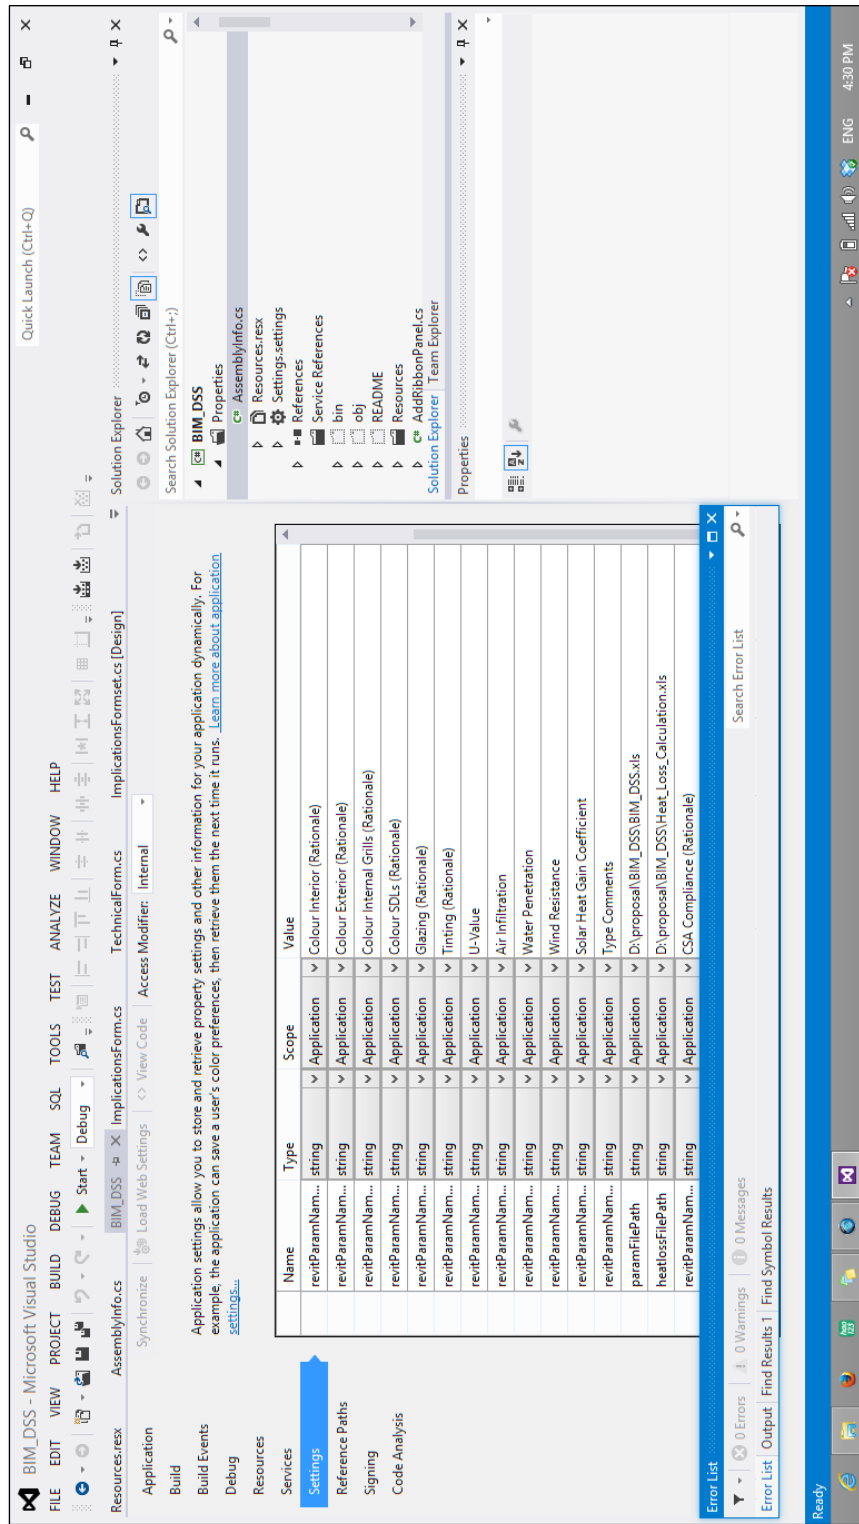 BIM_DSS - Microsoft Visual Studio
Quick Launch (Ctrl+Q)
FILE EDIT VIEW PROJECT BUILD DEBUG TEAM SQL TOOLS TEST ANALYZE WINDOW HELP
Start Debug
Resources.resx AssemblyInfo.cs BIM_DSS ImplicationsForm.cs TechnicalForm.cs ImplicationsFormset.cs [Design]
Application
Build
Build Events
Debug
Resources
Services
Settings
Reference Paths
Signing
Code Analysis
Synchronize Load Web Settings View Code Access Modifier: Internal
Application settings allow you to store and retrieve property settings and other information for your application dynamically. For
example, the application can save a user's color preferences, then retrieve them the next time it runs. Learn more about application
settings...
Name Type Scope Value
revitParamNam... string Application Colour Interior (Rationale)
revitParamNam... string Application Colour Exterior (Rationale)
revitParamNam... string Application Colour Internal Grills (Rationale)
revitParamNam... string Application Colour SDLs (Rationale)
revitParamNam... string Application Glazing (Rationale)
revitParamNam... string Application Tinting (Rationale)
revitParamNam... string Application U-Value
revitParamNam... string Application Air Infiltration
revitParamNam... string Application Water Penetration
revitParamNam... string Application Wind Resistance
revitParamNam... string Application Solar Heat Gain Coefficient
revitParamNam... string Application Type Comments
paramFilePath string Application D:\proposal\BIM_DSS\BIM_DSS.xls
heatlossFilePath string Application D:\proposal\BIM_DSS\Heat_Loss_Calculation.xls
revitParamNam... string Application CSA Compliance (Rationale)
Solution Explorer
Search Solution Explorer (Ctrl+;)
C# BIM_DSS
Properties
C# AssemblyInfo.cs
Resources.resx
Settings.settings
References
Service References
bin
obj
README
Resources
C# AddRibbonPanel.cs
Solution Explorer Team Explorer
Properties
Error List
0 Errors 0 Warnings 0 Messages
Search Error List
Error List Output Find Results 1 Find Symbol Results
Ready
ENG 4:30 PM